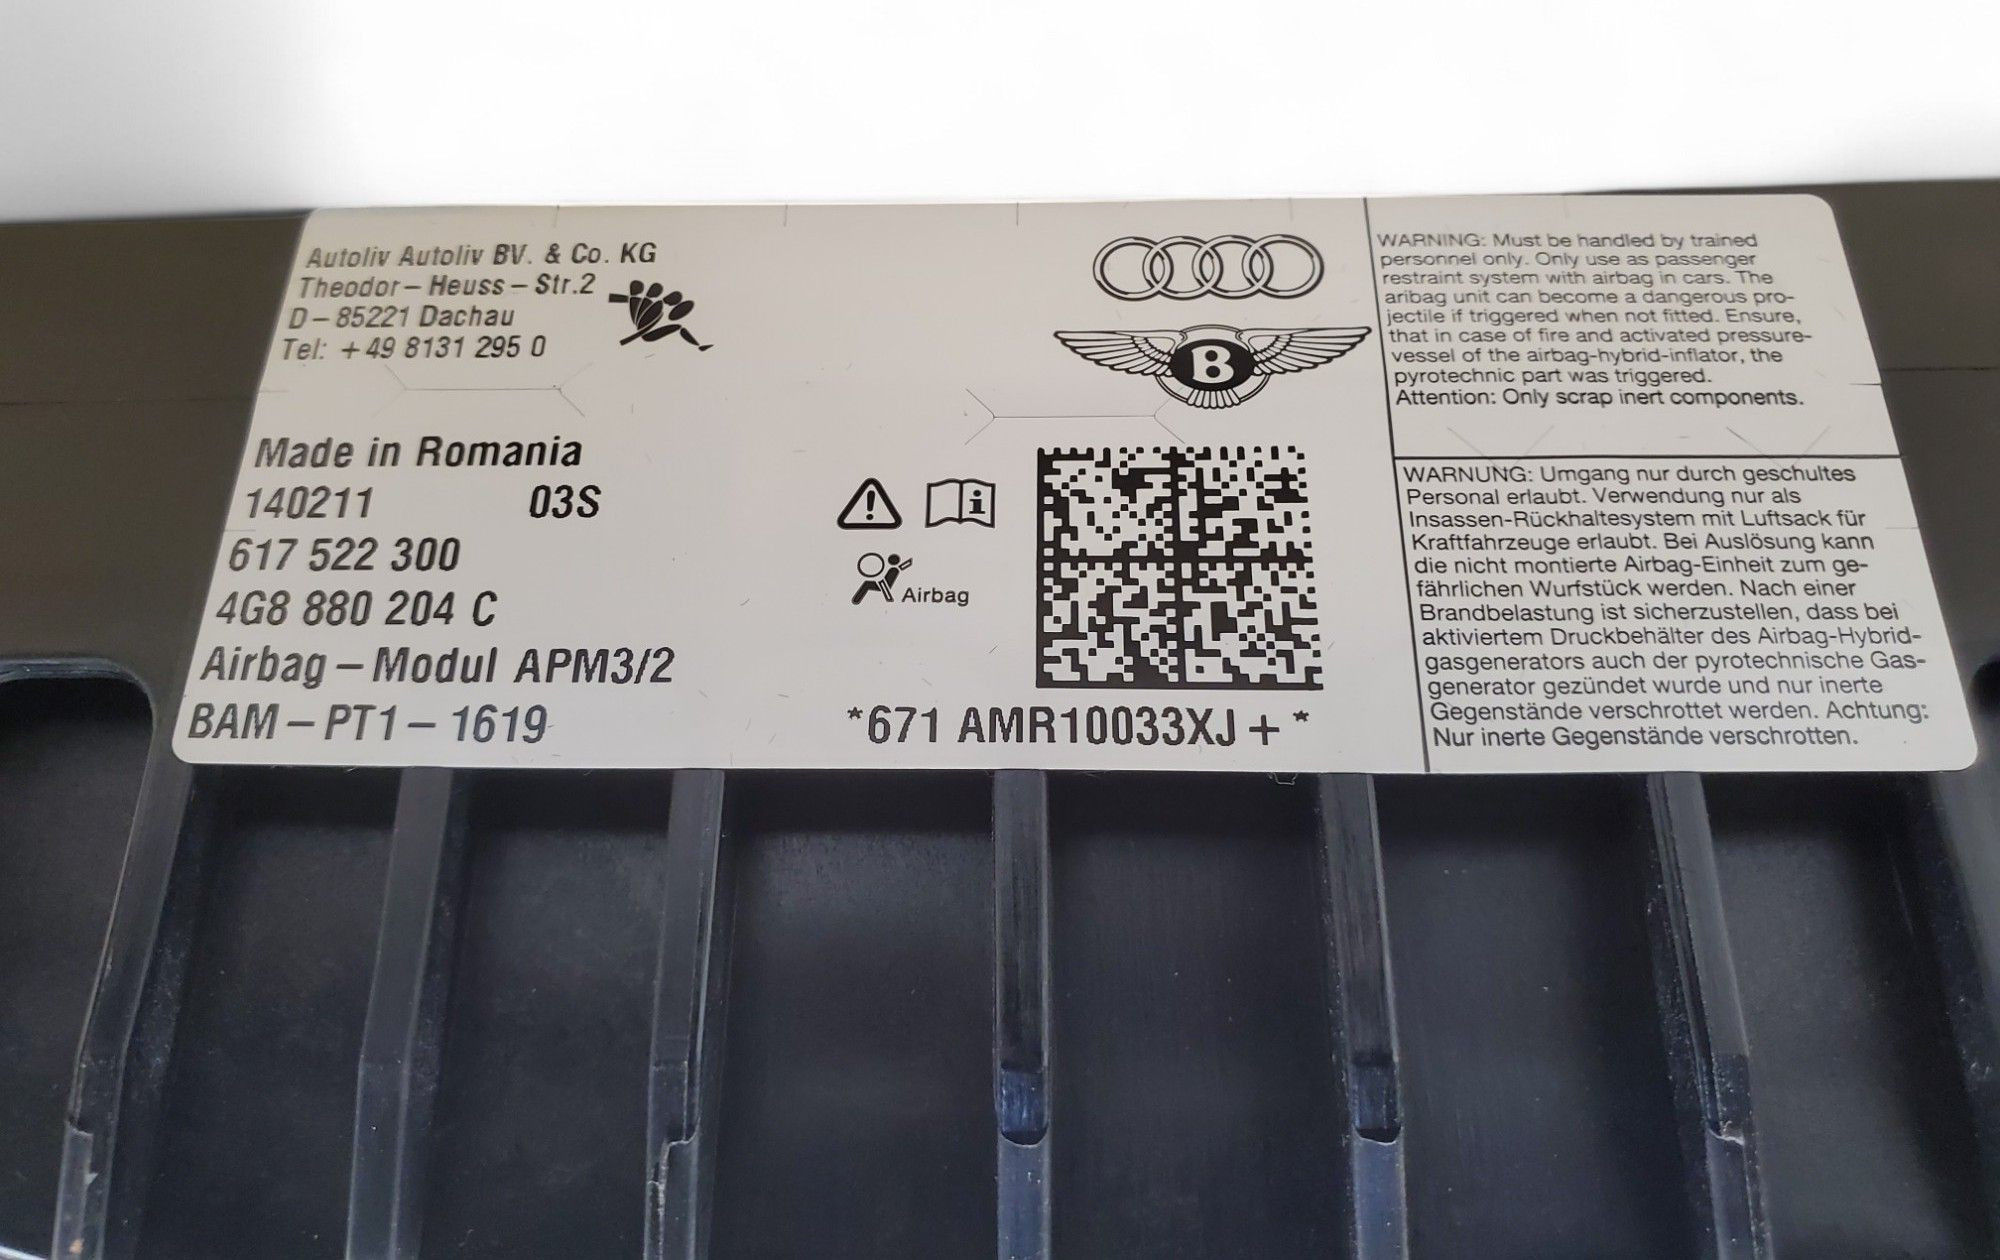 Autoliv Autoliv BV. & Co. KG
Theodor - Heuss - Str.2
D - 85221 Dachau
Tel: +49 8131 295 0
Made in Romania
140211 03S
617 522 300
4G8 880 204 C
Airbag - Modul APM3/2
BAM - PT1 - 1619
B
Airbag
*671 AMR10033XJ+ *
WARNING: Must be handled by trained
personnel only. Only use as passenger
restraint system with airbag in cars. The
aribag unit can become a dangerous pro-
jectile if triggered when not fitted. Ensure,
that in case of fire and activated pressure-
vessel of the airbag-hybrid-inflator, the
pyrotechnic part was triggered.
Attention: Only scrap inert components.
WARNUNG: Umgang nur durch geschultes
Personal erlaubt. Verwendung nur als
Insassen-Rückhaltesystem mit Luftsack für
Kraftfahrzeuge erlaubt. Bei Auslösung kann
die nicht montierte Airbag-Einheit zum ge-
fährlichen Wurfstück werden. Nach einer
Brandbelastung ist sicherzustellen, dass bei
aktiviertem Druckbehälter des Airbag-Hybrid-
gasgenerators auch der pyrotechnische Gas-
generator gezündet wurde und nur inerte
Gegenstände verschrottet werden. Achtung:
Nur inerte Gegenstände verschrotten.